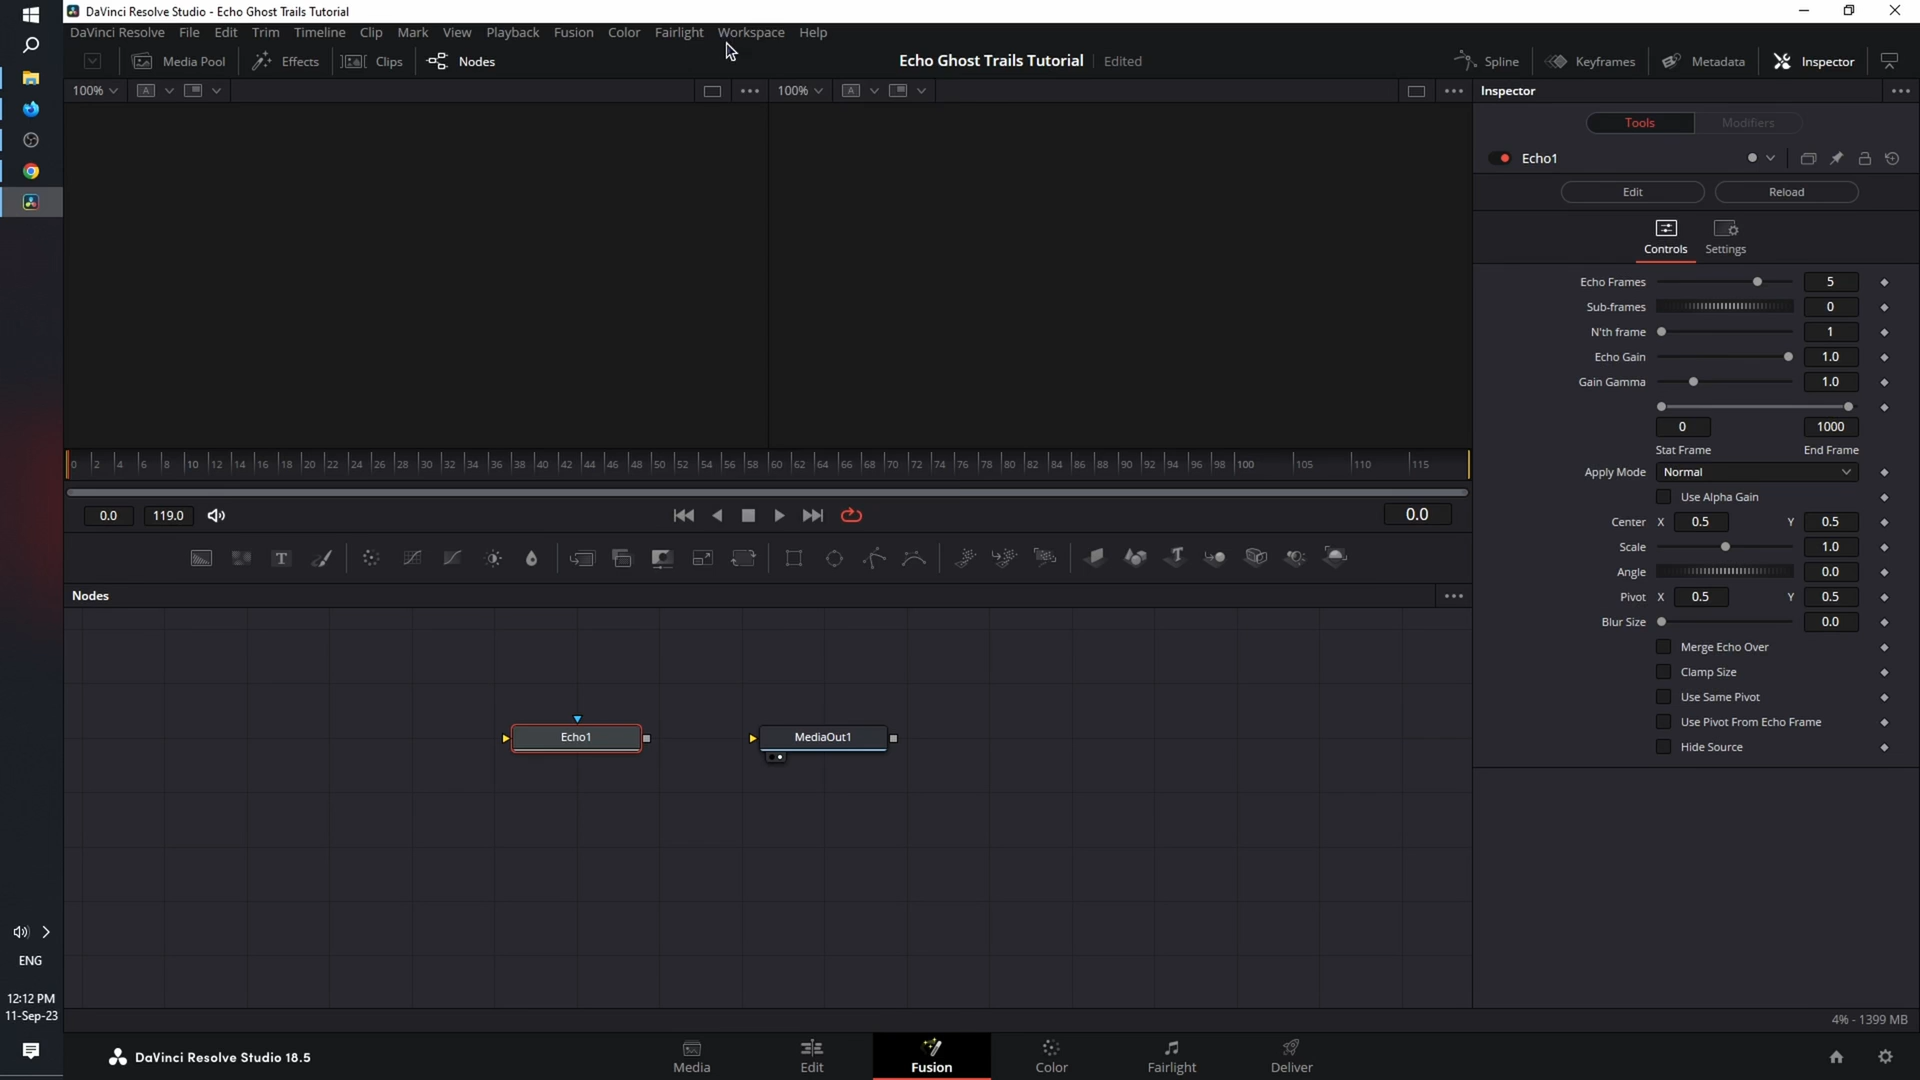 DaVinci Resolve Studio - Echo Ghost Trails Tutorial
DaVinci Resolve File Edit Trim Timeline Clip Mark View Playback Fusion Color Fairlight Workspace Help
Media Pool Effects Clips Nodes Echo Ghost Trails Tutorial Edited Spline Keyframes Metadata Inspector
100% A 100% A Inspector
Tools Modifiers
Echo1
Edit Reload
Controls Settings
Echo Frames 5
Sub-frames 0
N'th frame 1
Echo Gain 1.0
Gain Gamma 1.0
0 1000
Stat Frame End Frame
Apply Mode Normal
Use Alpha Gain
Center X 0.5 Y 0.5
Scale 1.0
Angle 0.0
Pivot X 0.5 Y 0.5
Blur Size 0.0
Merge Echo Over
Clamp Size
Use Same Pivot
Use Pivot From Echo Frame
Hide Source
0 2 4 6 8 10 12 14 16 18 20 22 24 26 28 30 32 34 36 38 40 42 44 46 48 50 52 54 56 58 60 62 64 66 68 70 72 74 76 78 80 82 84 86 88 90 92 94 96 98 100 105 110 115
0.0 119.0 0.0
T
Nodes
Echo1 MediaOut1
ENG
12:12 PM
11-Sep-23
4% - 1399 MB
DaVinci Resolve Studio 18.5
Media Edit Fusion Color Fairlight Deliver